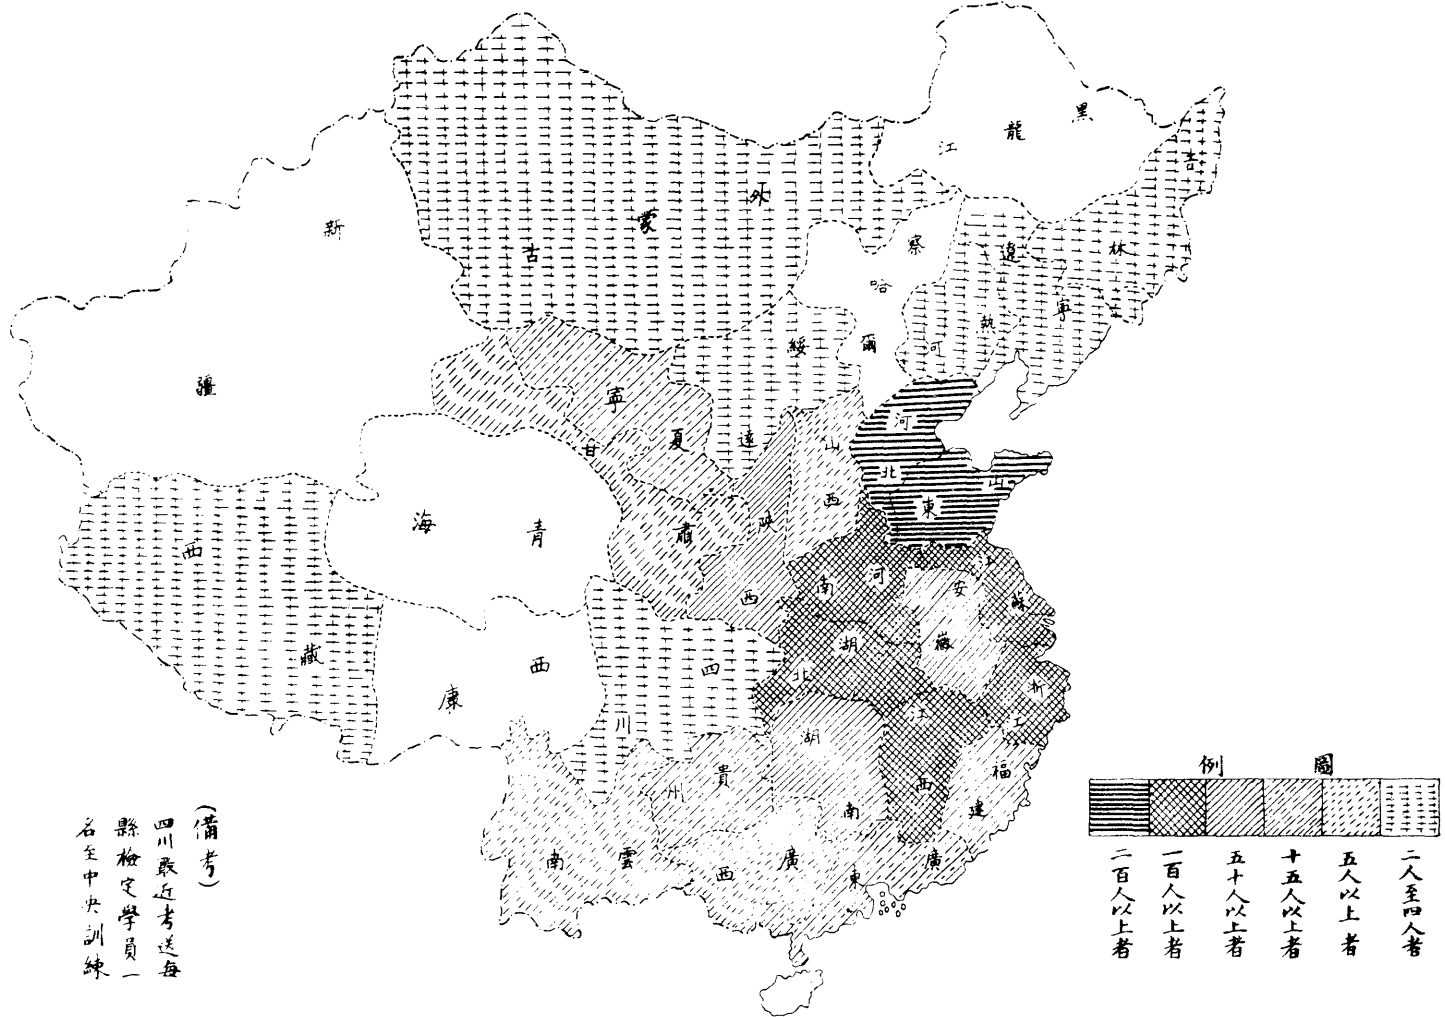 黑龍江
吉林
遼寧
熱河
察哈爾
外蒙古
新疆
綏遠
寧夏
甘肅
青海
西藏
西康
四川
陝西
山西
河北
山東
河南
江蘇
安徽
湖北
浙江
江西
湖南
福建
貴州
雲南
廣西
廣東
圖例
二百人以上者
一百人以上者
五十人以上者
十五人以上者
五人以上者
二人至四人者
(備考)
四川最近考送每
縣檢定學員一
名至中央訓練